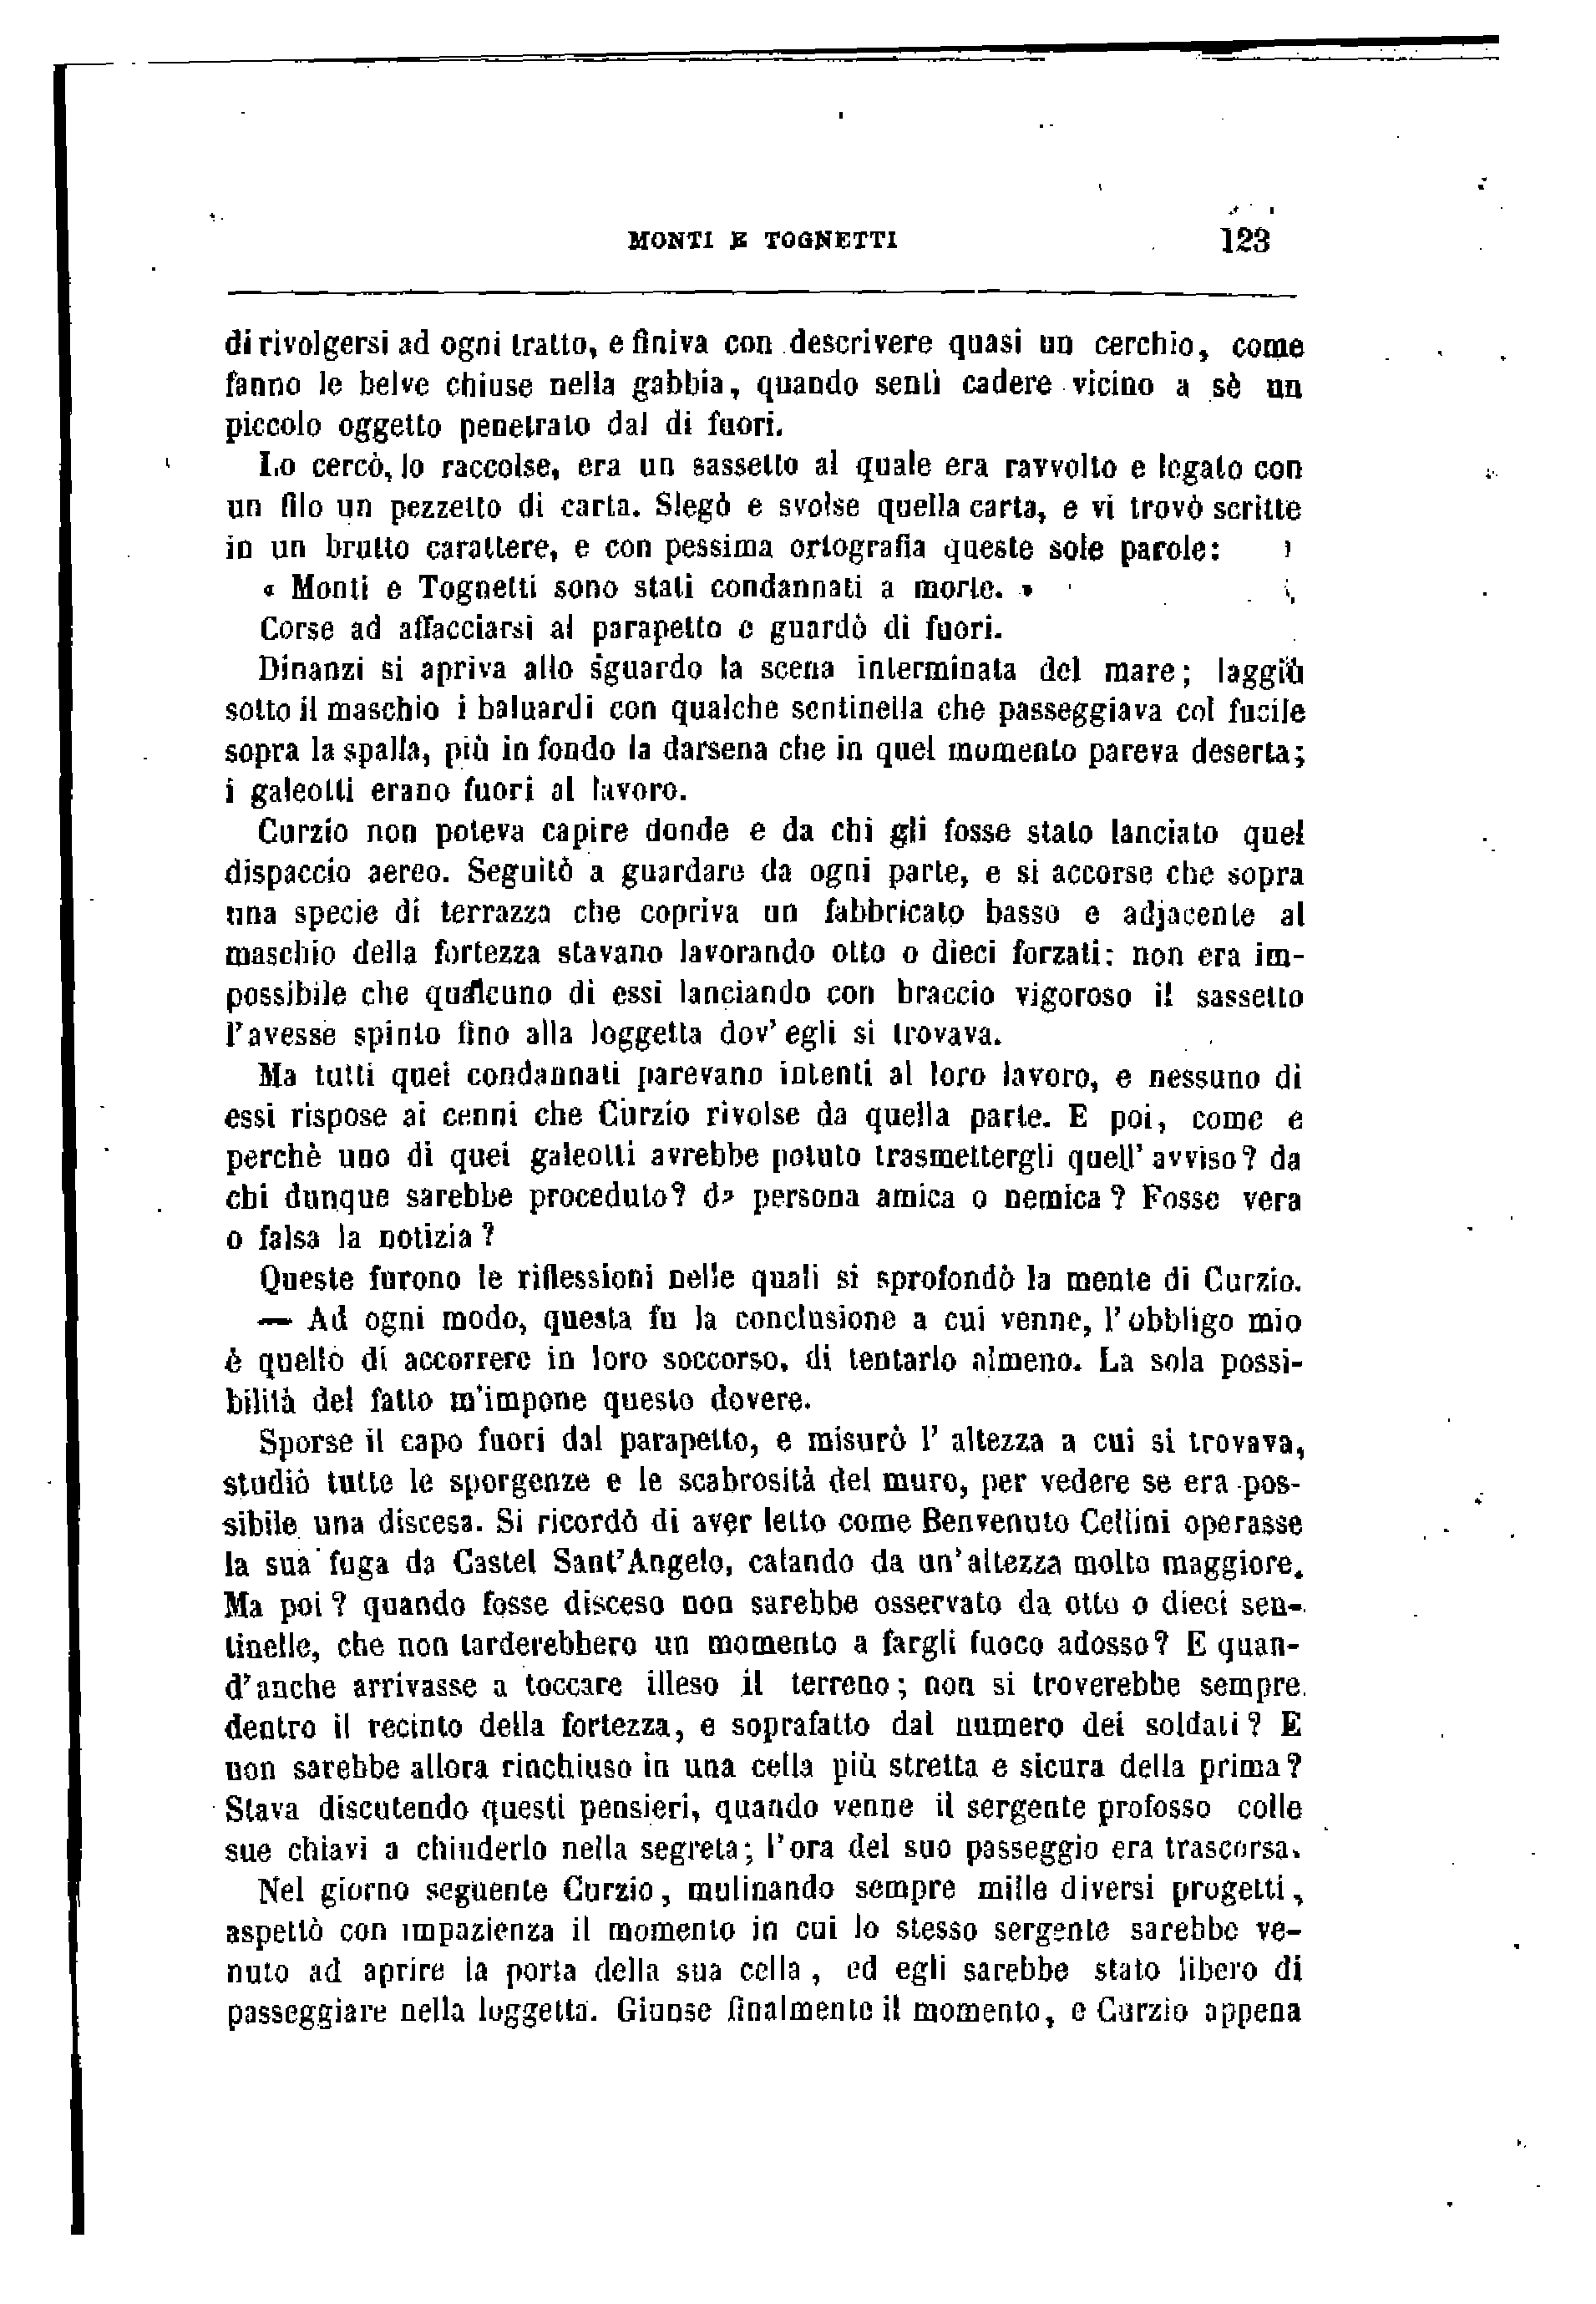 MONTI E TOGNETTI 123
di rivolgersi ad ogni tratto, e finiva con descrivere quasi un cerchio, come
fanno le belve chiuse nella gabbia, quando sentì cadere vicino a sè un
piccolo oggetto penetrato dal di fuori.
Lo cercò, lo raccolse, era un sassetto al quale era ravvolto e legato con
un filo un pezzetto di carta. Slegò e svolse quella carta, e vi trovò scritte
in un brutto carattere, e con pessima ortografia queste sole parole:
« Monti e Tognetti sono stati condannati a morte. »
Corse ad affacciarsi al parapetto e guardò di fuori.
Dinanzi si apriva allo sguardo la scena interminata del mare; laggiù
sotto il maschio i baluardi con qualche sentinella che passeggiava col fucile
sopra la spalla, più in fondo la darsena che in quel momento pareva deserta;
i galeotti erano fuori al lavoro.
Curzio non poteva capire donde e da chi gli fosse stato lanciato quel
dispaccio aereo. Seguitò a guardare da ogni parte, e si accorse che sopra
una specie di terrazza che copriva un fabbricato basso e adjacente al
maschio della fortezza stavano lavorando otto o dieci forzati: non era im-
possibile che qualcuno di essi lanciando con braccio vigoroso il sassetto
l'avesse spinto fino alla loggetta dov' egli si trovava.
Ma tutti quei condannati parevano intenti al loro lavoro, e nessuno di
essi rispose ai cenni che Curzio rivolse da quella parte. E poi, come e
perchè uno di quei galeotti avrebbe potuto trasmettergli quell' avviso? da
chi dunque sarebbe proceduto? da persona amica o nemica? Fosse vera
o falsa la notizia?
Queste furono le riflessioni nelle quali si sprofondò la mente di Curzio.
— Ad ogni modo, questa fu la conclusione a cui venne, l'obbligo mio
è quello di accorrere in loro soccorso, di tentarlo almeno. La sola possi-
bilità del fatto m'impone questo dovere.
Sporse il capo fuori dal parapetto, e misurò l' altezza a cui si trovava,
studiò tutte le sporgenze e le scabrosità del muro, per vedere se era pos-
sibile una discesa. Si ricordò di aver letto come Benvenuto Cellini operasse
la sua fuga da Castel Sant'Angelo, calando da un'altezza molto maggiore.
Ma poi? quando fosse disceso non sarebbe osservato da otto o dieci sen-
tinelle, che non tarderebbero un momento a fargli fuoco adosso? E quan-
d'anche arrivasse a toccare illeso il terreno; non si troverebbe sempre
dentro il recinto della fortezza, e soprafatto dal numero dei soldati? E
non sarebbe allora rinchiuso in una cella più stretta e sicura della prima?
Stava discutendo questi pensieri, quando venne il sergente profosso colle
sue chiavi a chiuderlo nella segreta; l'ora del suo passeggio era trascorsa.
Nel giorno seguente Curzio, mulinando sempre mille diversi progetti,
aspettò con impazienza il momento in cui lo stesso sergente sarebbe ve-
nuto ad aprire la porta della sua cella, ed egli sarebbe stato libero di
passeggiare nella loggetta. Giunse finalmente il momento, e Curzio appena